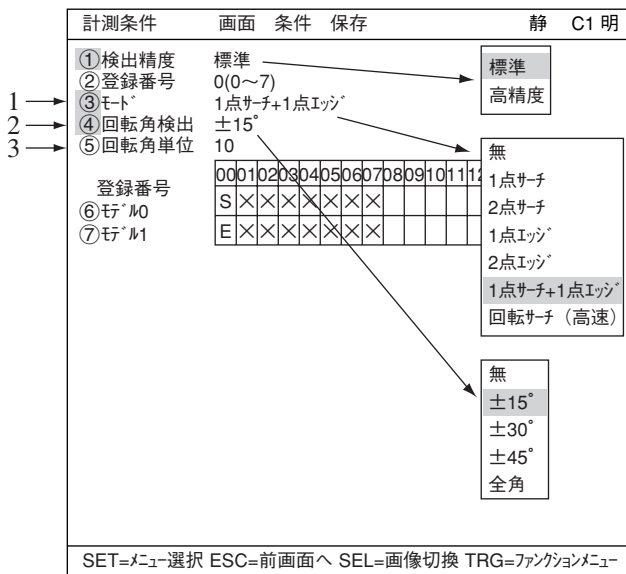 計測条件 画面 条件 保存 静 C1 明
①検出精度 標準
②登録番号 0(0～7)
1 ③ﾓｰﾄﾞ 1点ｻｰﾁ+1点ｴｯｼﾞ
2 ④回転角検出 ±15°
3 ⑤回転角単位 10
登録番号 00 01 02 03 04 05 06 07 08 09 10 11 12
⑥ﾓﾃﾞﾙ0 S × × × × × × ×
⑦ﾓﾃﾞﾙ1 E × × × × × × ×
標準
高精度
無
1点ｻｰﾁ
2点ｻｰﾁ
1点ｴｯｼﾞ
2点ｴｯｼﾞ
1点ｻｰﾁ+1点ｴｯｼﾞ
回転ｻｰﾁ（高速）
無
±15°
±30°
±45°
全角
SET=ﾒﾆｭｰ選択 ESC=前画面へ SEL=画像切換 TRG=ﾌｧﾝｸｼｮﾝﾒﾆｭｰ